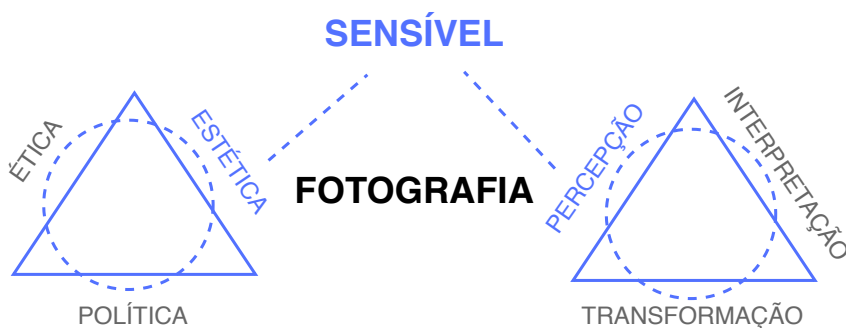 SENSÍVEL
ÉTICA
ESTÉTICA
POLÍTICA
FOTOGRAFIA
PERCEPÇÃO
INTERPRETAÇÃO
TRANSFORMAÇÃO